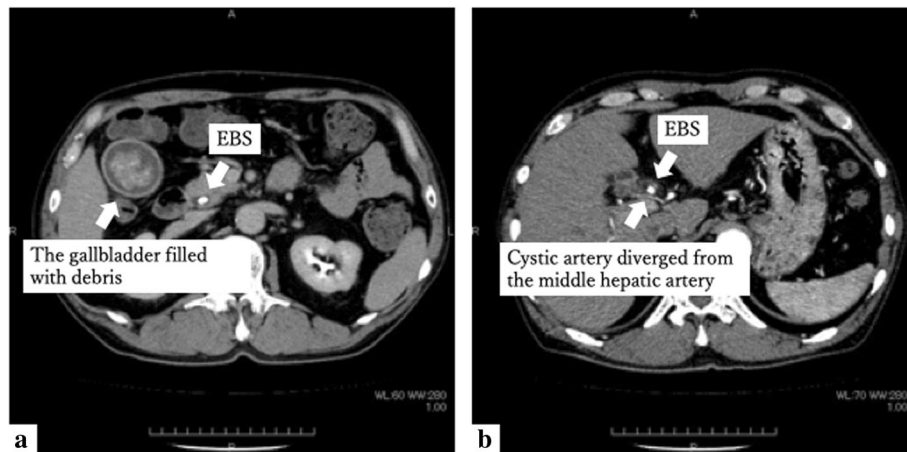 A
EBS
R
L
The gallbladder filled
with debris
WL:60 WW:280
1.00
a
A
EBS
R
Cystic artery diverged from
the middle hepatic artery
WL:70 WW:280
1.00
b